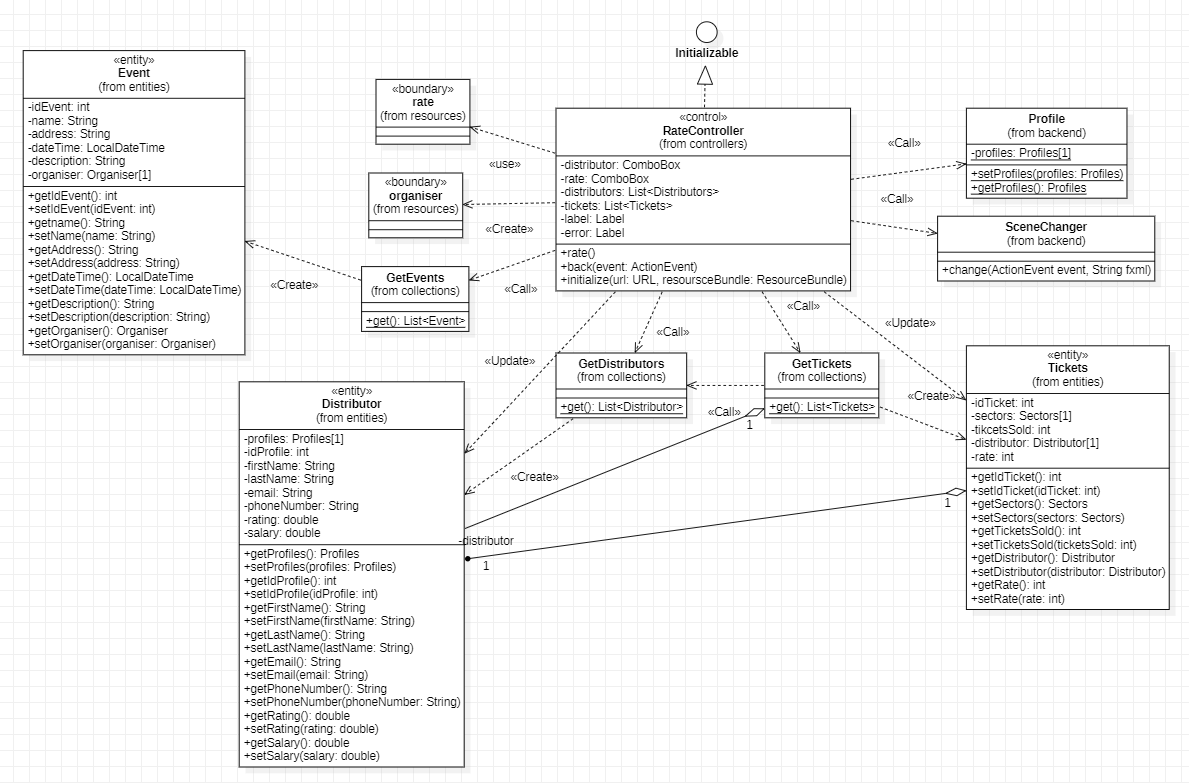 Initializable
«entity»
Event
(from entities)
-idEvent: int
-name: String
-address: String
-dateTime: LocalDateTime
-description: String
-organiser: Organiser[1]
+getIdEvent(): int
+setIdEvent(idEvent: int)
+getname(): String
+setName(name: String)
+getAddress(): String
+setAddress(address: String)
+getDateTime(): LocalDateTime
+setDateTime(dateTime: LocalDateTime)
+getDescription(): String
+setDescription(description: String)
+getOrganiser(): Organiser
+setOrganiser(organiser: Organiser)
«boundary»
rate
(from resources)
«use»
«boundary»
organiser
(from resources)
«Create»
«control»
RateController
(from controllers)
-distributor: ComboBox
-rate: ComboBox
-distributors: List<Distributors>
-tickets: List<Tickets>
-label: Label
-error: Label
+rate()
+back(event: ActionEvent)
+initialize(url: URL, resoursceBundle: ResourceBundle)
«Call»
Profile
(from backend)
-profiles: Profiles[1]
+setProfiles(profiles: Profiles)
+getProfiles(): Profiles
«Call»
SceneChanger
(from backend)
+change(ActionEvent event, String fxml)
«Create»
GetEvents
(from collections)
+get(): List<Event>
«Call»
«Update»
«Call»
«Call»
«Update»
GetDistributors
(from collections)
+get(): List<Distributor>
«Call»
GetTickets
(from collections)
+get(): List<Tickets>
1
«Create»
«entity»
Tickets
(from entities)
-idTicket: int
-sectors: Sectors[1]
-tikcetsSold: int
-distributor: Distributor[1]
-rate: int
+getIdTicket(): int
+setIdTicket(idTicket: int)
+getSectors(): Sectors
+setSectors(sectors: Sectors)
+getTicketsSold(): int
+setTicketsSold(ticketsSold: int)
+getDistributor(): Distributor
+setDistributor(distributor: Distributor)
+getRate(): int
+setRate(rate: int)
1
«entity»
Distributor
(from entities)
-profiles: Profiles[1]
-idProfile: int
-firstName: String
-lastName: String
-email: String
-phoneNumber: String
-rating: double
-salary: double
+getProfiles(): Profiles
+setProfiles(profiles: Profiles)
+getIdProfile(): int
+setIdProfile(idProfile: int)
+getFirstName(): String
+setFirstName(firstName: String)
+getLastName(): String
+setLastName(lastName: String)
+getEmail(): String
+setEmail(email: String)
+getPhoneNumber(): String
+setPhoneNumber(phoneNumber: String)
+getRating(): double
+setRating(rating: double)
+getSalary(): double
+setSalary(salary: double)
«Create»
-distributor
1